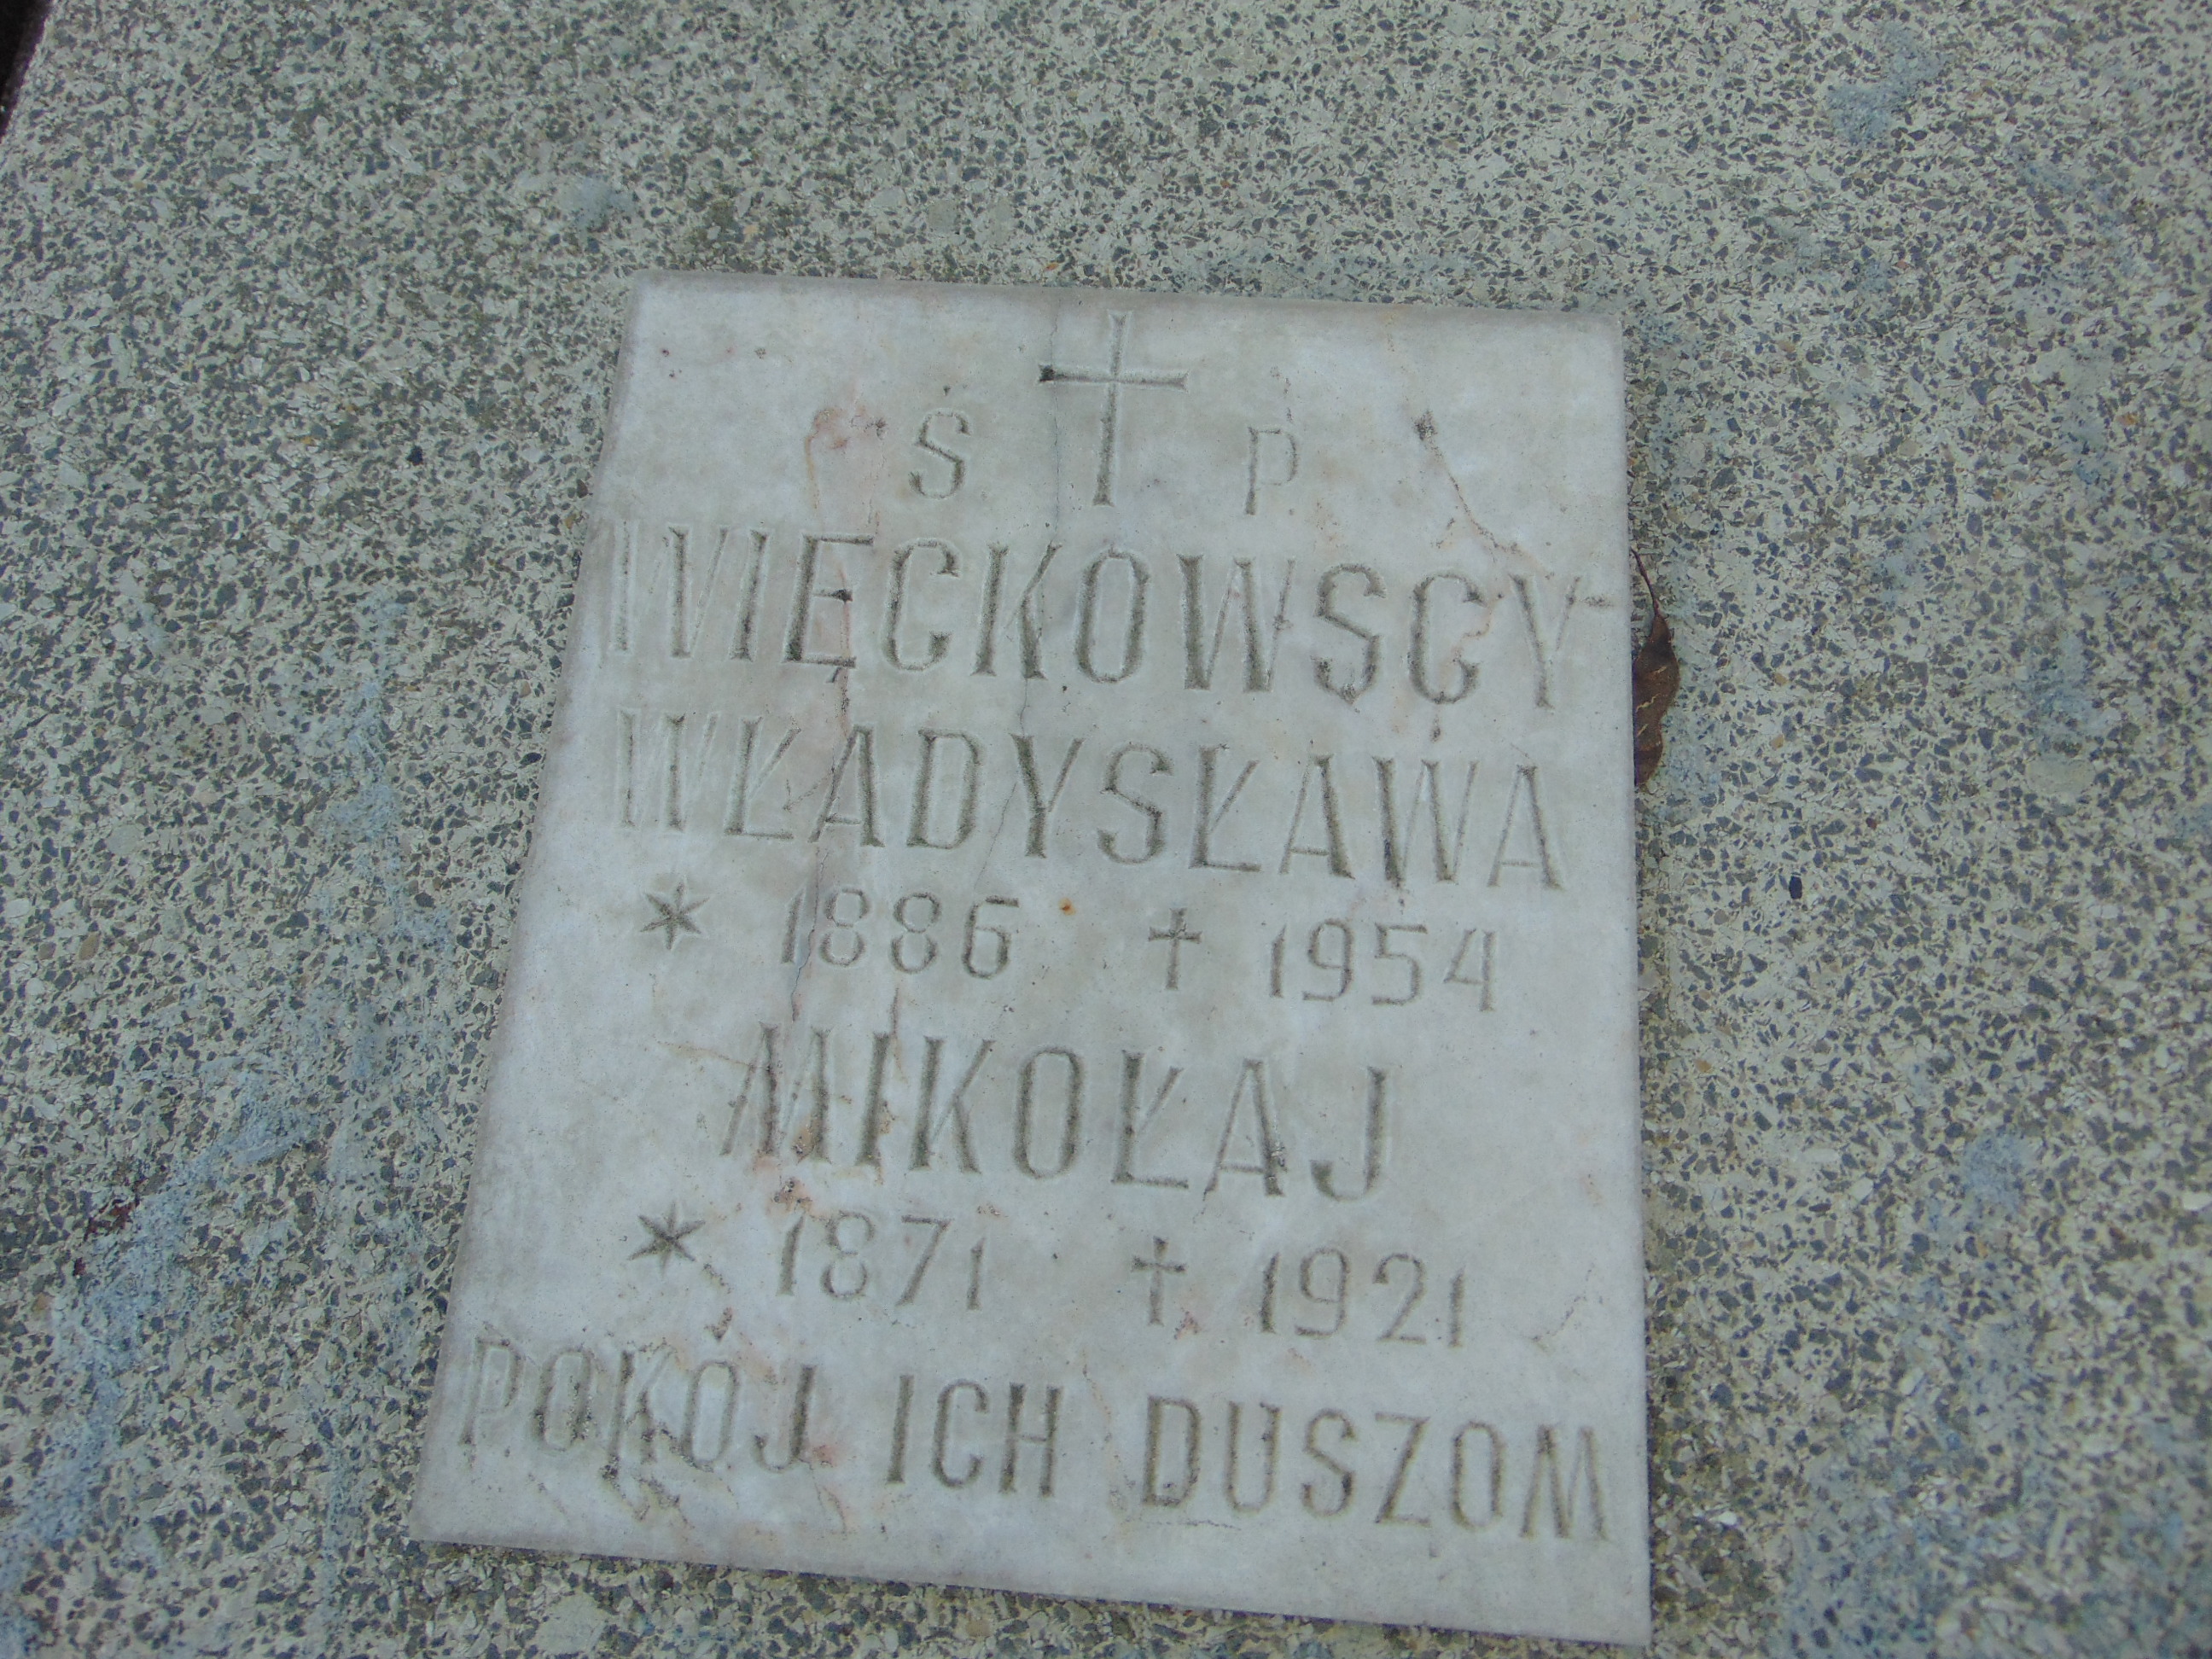 S † P
WIĘCKOWSCY
WŁADYSŁAWA
* 1886 † 1954
MIKOŁAJ
* 1871 † 1921
POKÓJ ICH DUSZOM